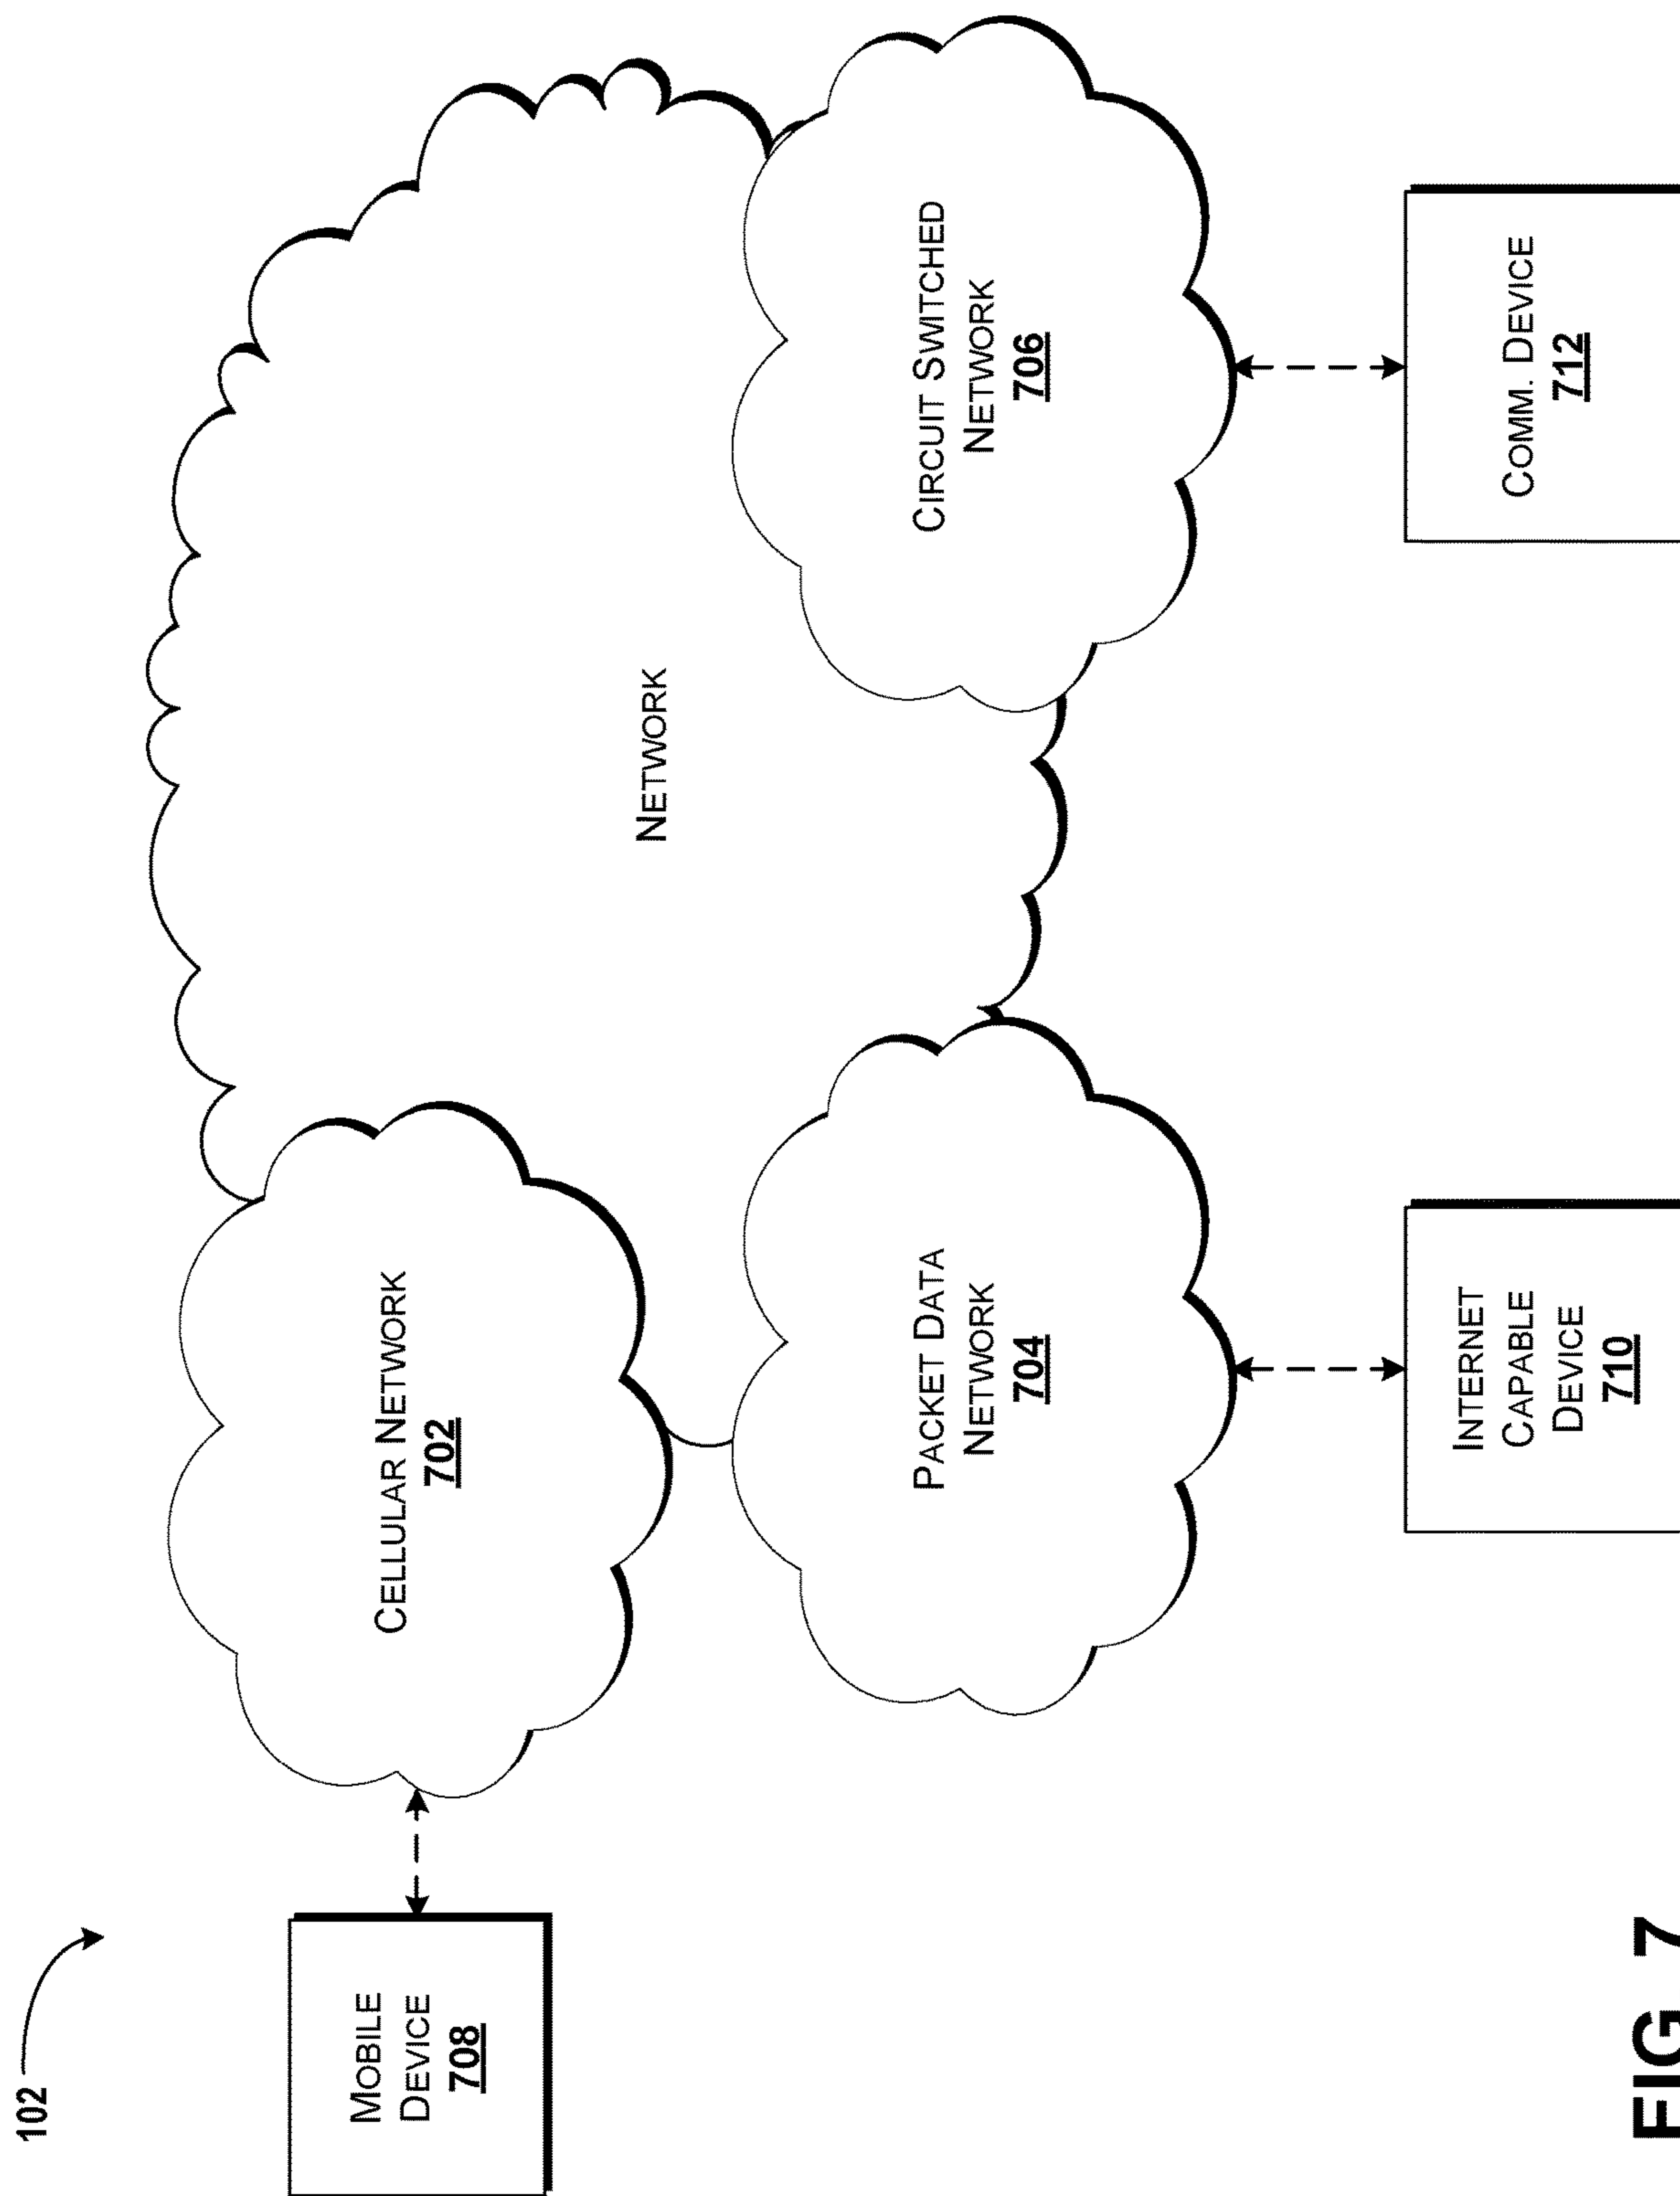 102
MOBILE
DEVICE
708
CELLULAR NETWORK
702
NETWORK
PACKET DATA
NETWORK
704
CIRCUIT SWITCHED
NETWORK
706
INTERNET
CAPABLE
DEVICE
710
COMM. DEVICE
712
FIG. 7